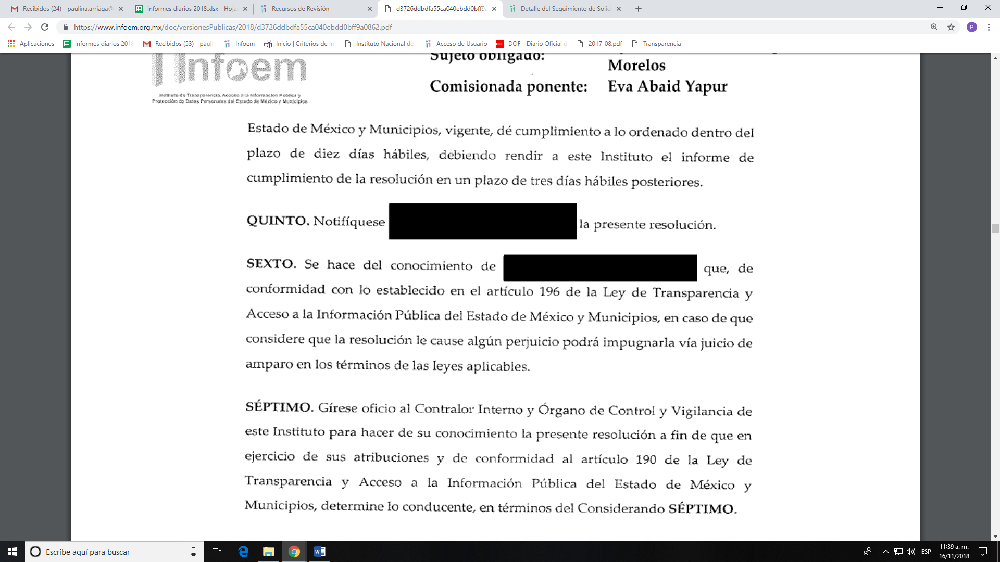 Recibidos (24) - paulina.arriaga@
informes diarios 2018.xlsx - Hojas
Recursos de Revisión
d3726ddbdfa55ca040ebdd0bff9a
Detalle del Seguimiento de Solici
https://www.infoem.org.mx/doc/versionesPublicas/2018/d3726ddbdfa55ca040ebdd0bff9a0862.pdf
P
Aplicaciones
informes diarios 2018
Recibidos (53) - pauli
Infoem
Inicio | Criterios de In
Instituto Nacional de
Acceso de Usuario
DOF - Diario Oficial d
2017-08.pdf
Transparencia
infoem
Instituto de Transparencia, Acceso a la Información Pública y
Protección de Datos Personales del Estado de México y Municipios
Sujeto obligado:
Morelos
Comisionada ponente: Eva Abaid Yapur
Estado de México y Municipios, vigente, dé cumplimiento a lo ordenado dentro del
plazo de diez días hábiles, debiendo rendir a este Instituto el informe de
cumplimiento de la resolución en un plazo de tres días hábiles posteriores.
QUINTO. Notifíquese la presente resolución.
SEXTO. Se hace del conocimiento de que, de
conformidad con lo establecido en el artículo 196 de la Ley de Transparencia y
Acceso a la Información Pública del Estado de México y Municipios, en caso de que
considere que la resolución le cause algún perjuicio podrá impugnarla vía juicio de
amparo en los términos de las leyes aplicables.
SÉPTIMO. Gírese oficio al Contralor Interno y Órgano de Control y Vigilancia de
este Instituto para hacer de su conocimiento la presente resolución a fin de que en
ejercicio de sus atribuciones y de conformidad al artículo 190 de la Ley de
Transparencia y Acceso a la Información Pública del Estado de México y
Municipios, determine lo conducente, en términos del Considerando SÉPTIMO.
Escribe aquí para buscar
ESP
11:39 a. m.
16/11/2018